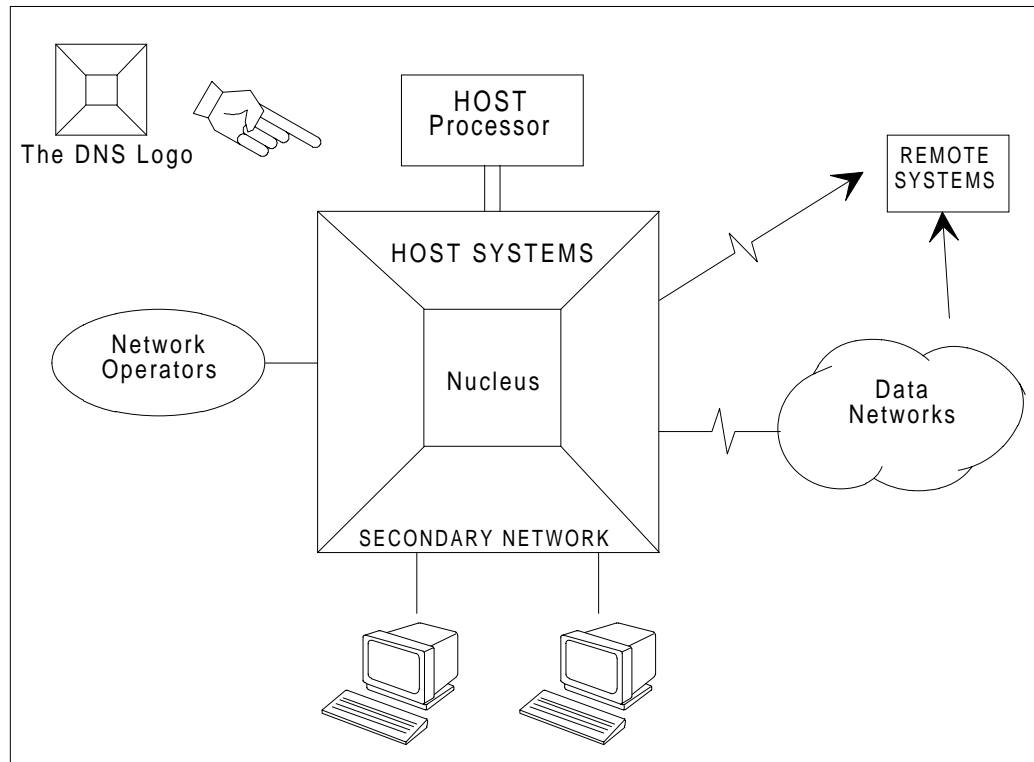 The DNS Logo
HOST
Processor
REMOTE
SYSTEMS
HOST SYSTEMS
Network
Operators
Nucleus
Data
Networks
SECONDARY NETWORK